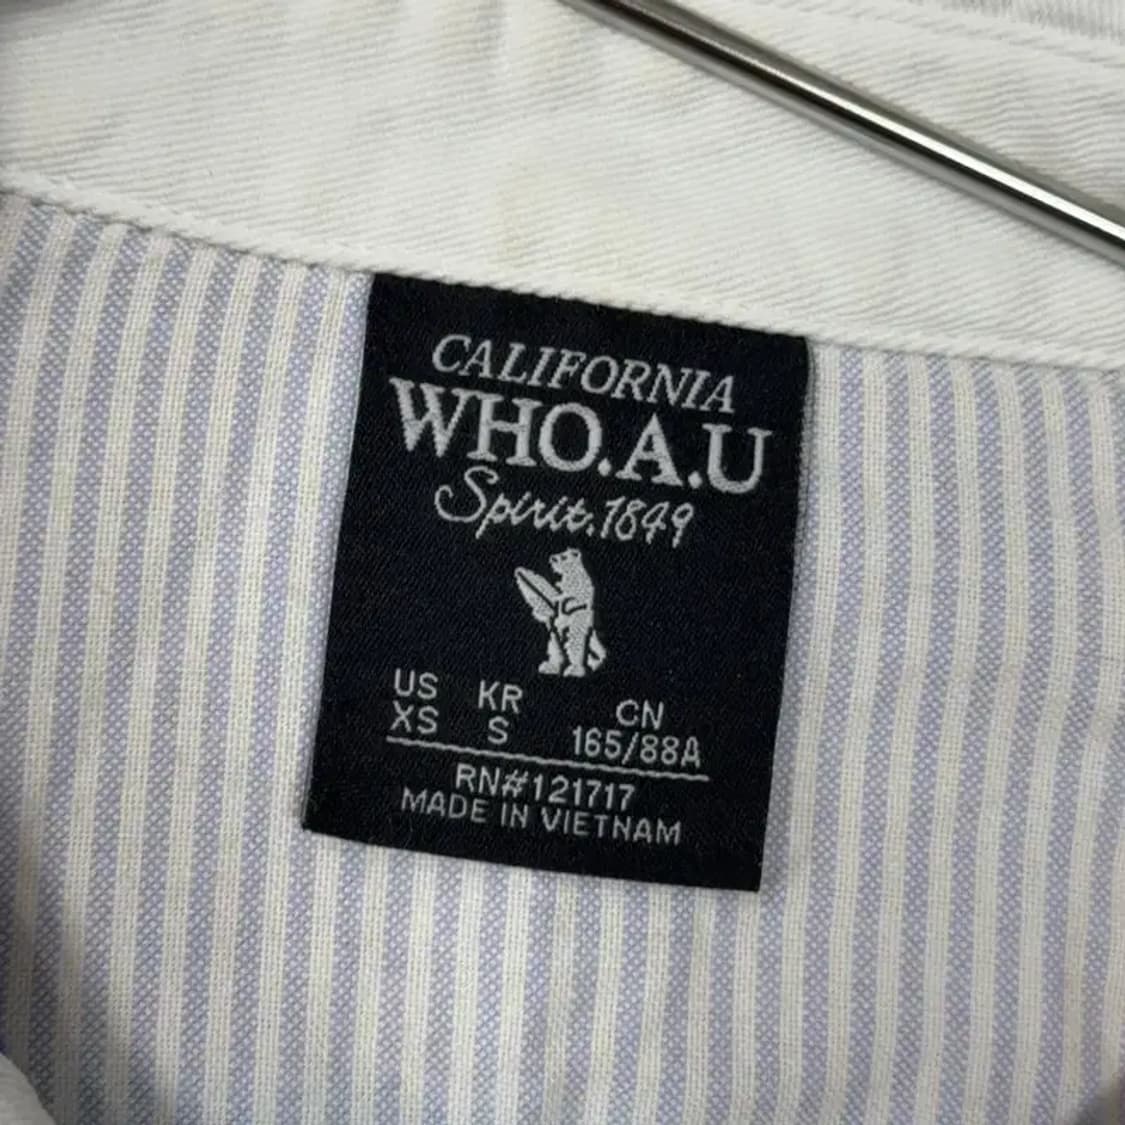 CALIFORNIA
WHO.A.U
Spirit.1849
US KR CN
XS S 165/88A
RN#121717
MADE IN VIETNAM